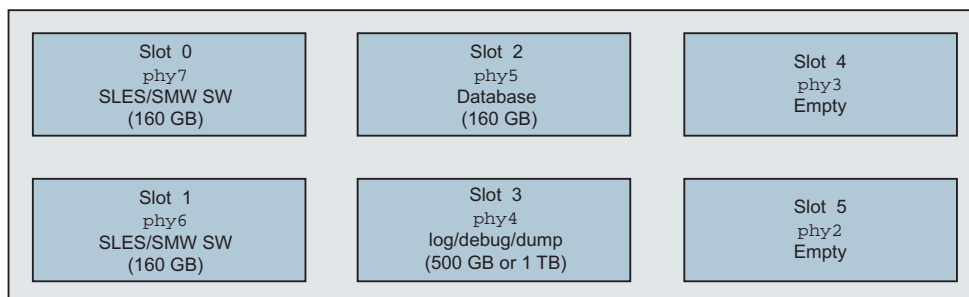 Slot 0
phy7
SLES/SMW SW
(160 GB)
Slot 2
phy5
Database
(160 GB)
Slot 4
phy3
Empty
Slot 1
phy6
SLES/SMW SW
(160 GB)
Slot 3
phy4
log/debug/dump
(500 GB or 1 TB)
Slot 5
phy2
Empty